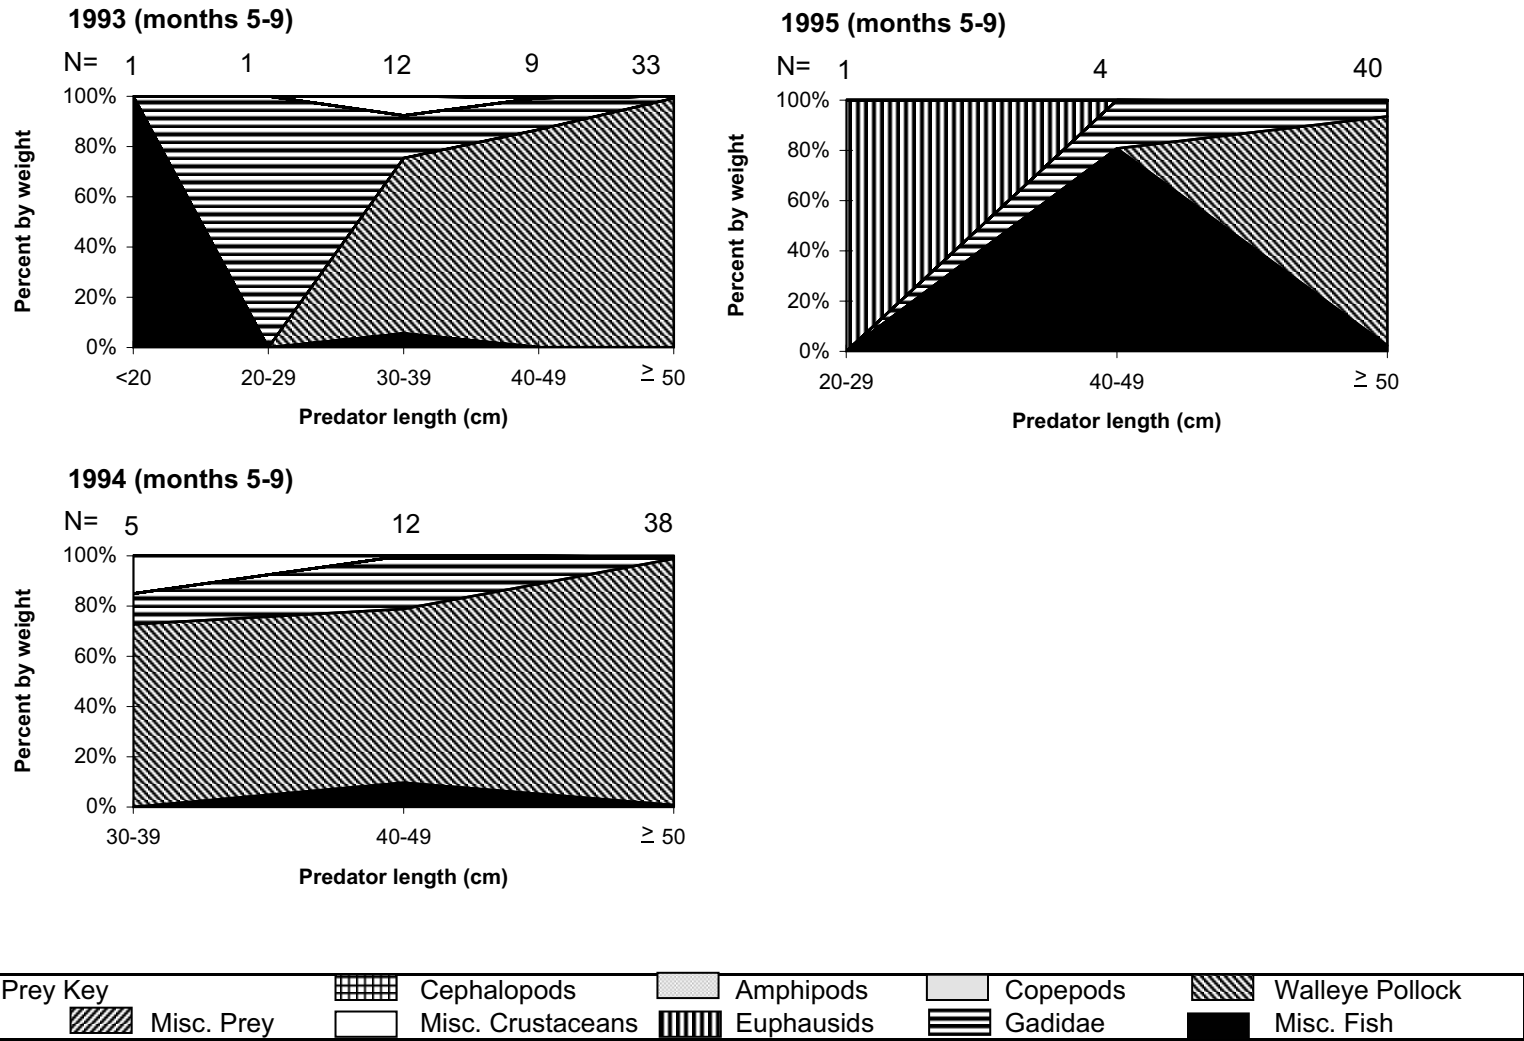 1993 (months 5-9)
N= 1 1 12 9 33
100%
80%
60%
40%
20%
0%
Percent by weight
<20 20-29 30-39 40-49 ≥ 50
Predator length (cm)
1995 (months 5-9)
N= 1 4 40
100%
80%
60%
40%
20%
0%
Percent by weight
20-29 40-49 ≥ 50
Predator length (cm)
1994 (months 5-9)
N= 5 12 38
100%
80%
60%
40%
20%
0%
Percent by weight
30-39 40-49 ≥ 50
Predator length (cm)
Prey Key Cephalopods Amphipods Copepods Walleye Pollock
Misc. Prey Misc. Crustaceans Euphausids Gadidae Misc. Fish